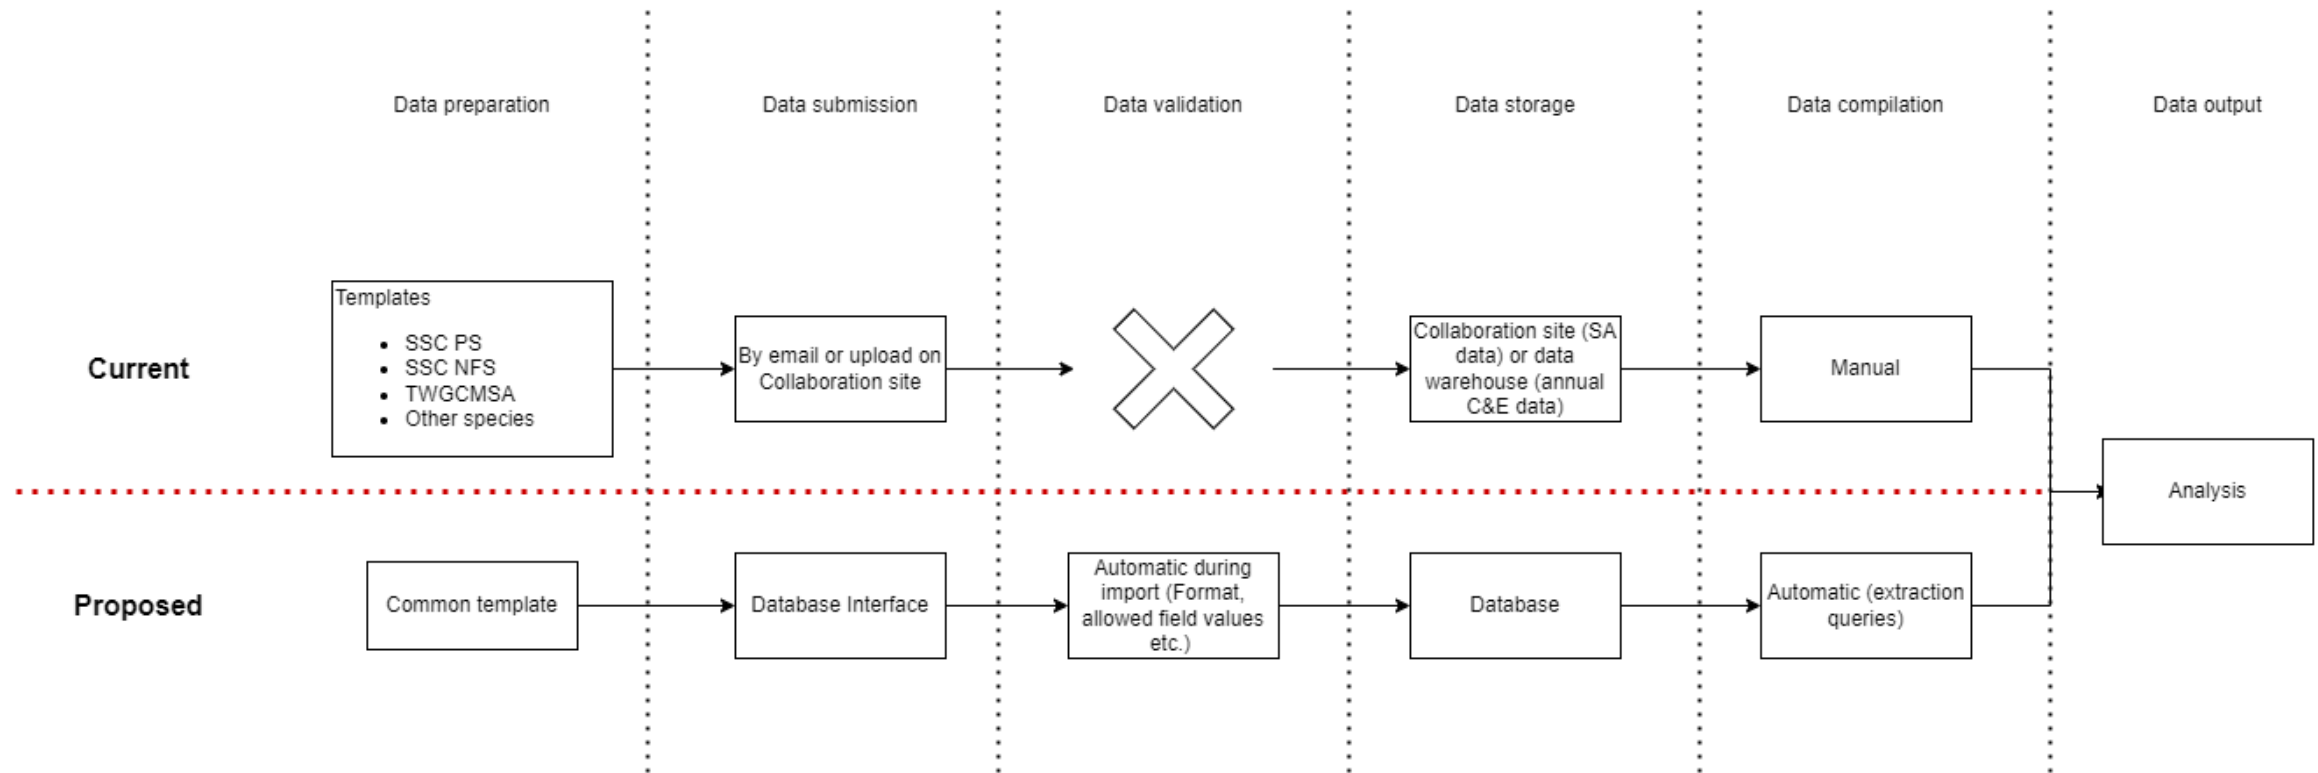 Data preparation
Data submission
Data validation
Data storage
Data compilation
Data output
Current
Templates
• SSC PS
• SSC NFS
• TWGCMSA
• Other species
By email or upload on
Collaboration site
Collaboration site (SA
data) or data
warehouse (annual
C&E data)
Manual
Analysis
Proposed
Common template
Database Interface
Automatic during
import (Format,
allowed field values
etc.)
Database
Automatic (extraction
queries)